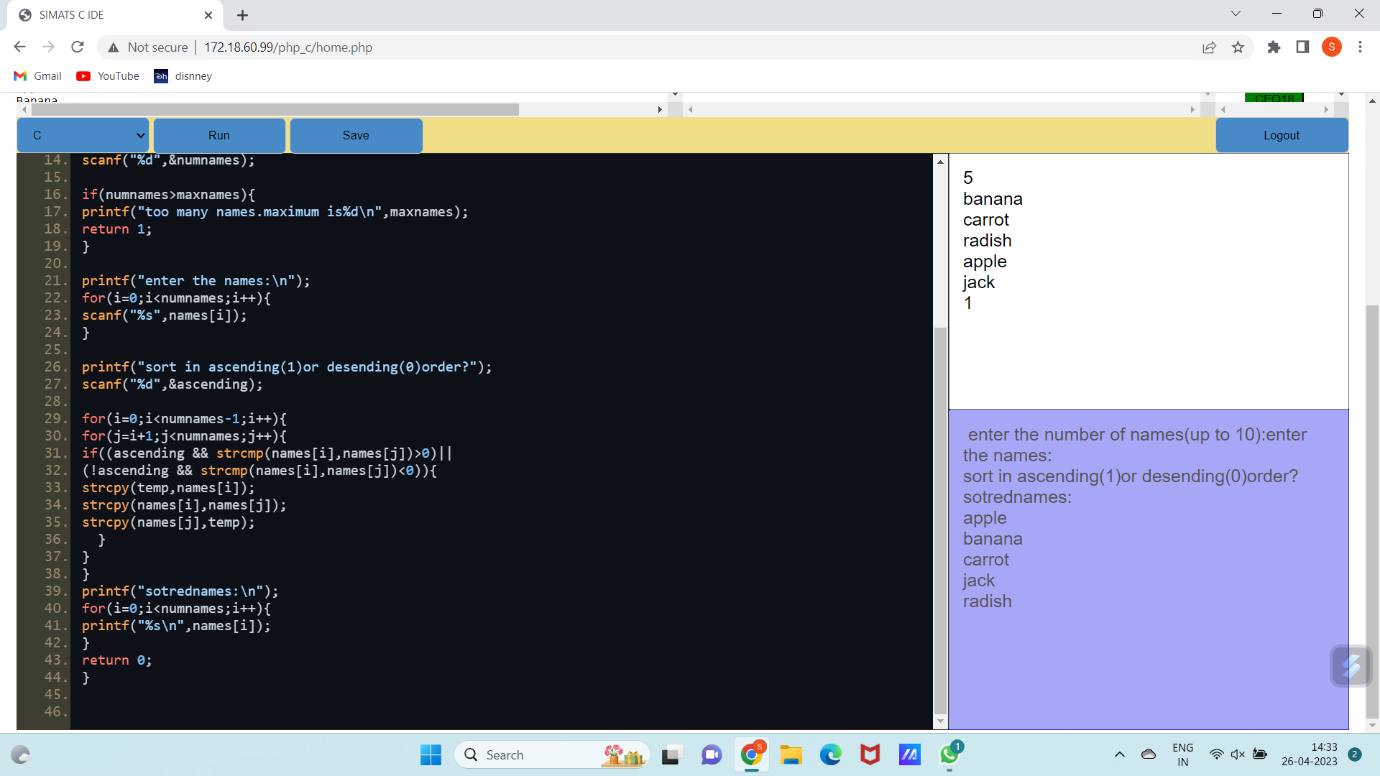 SIMATS C IDE
Not secure | 172.18.60.99/php_c/home.php
S
Gmail YouTube disnney
Banana
CEO18
C Run Save Logout
14. scanf("%d",&numnames);
15.
16. if(numnames>maxnames){
17. printf("too many names.maximum is%d\n",maxnames);
18. return 1;
19. }
20.
21. printf("enter the names:\n");
22. for(i=0;i<numnames;i++){
23. scanf("%s",names[i]);
24. }
25.
26. printf("sort in ascending(1)or desending(0)order?");
27. scanf("%d",&ascending);
28.
29. for(i=0;i<numnames-1;i++){
30. for(j=i+1;j<numnames;j++){
31. if((ascending && strcmp(names[i],names[j])>0)||
32. (!ascending && strcmp(names[i],names[j])<0)){
33. strcpy(temp,names[i]);
34. strcpy(names[i],names[j]);
35. strcpy(names[j],temp);
36. }
37. }
38. }
39. printf("sotrednames:\n");
40. for(i=0;i<numnames;i++){
41. printf("%s\n",names[i]);
42. }
43. return 0;
44. }
45.
46.
5
banana
carrot
radish
apple
jack
1
enter the number of names(up to 10):enter
the names:
sort in ascending(1)or desending(0)order?
sotrednames:
apple
banana
carrot
jack
radish
Search
S
1
ENG
IN
14:33
26-04-2023
2